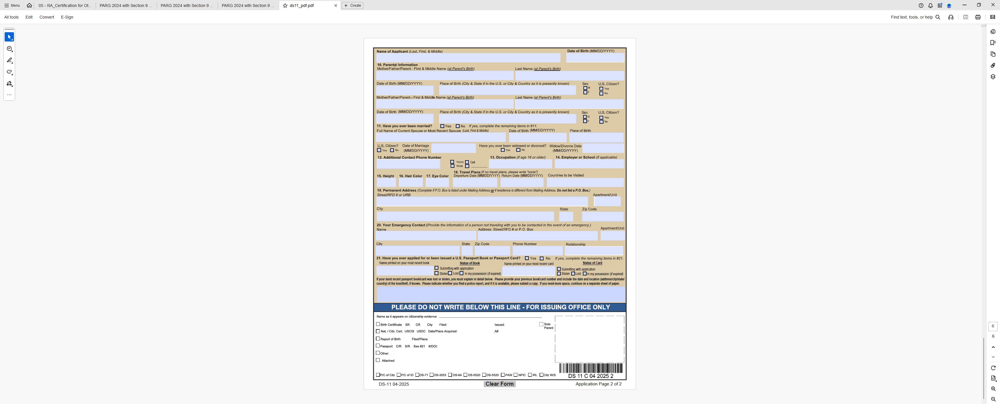 Menu 05 - RA_Certification for Ot... PARG 2024 with Section 9 ... PARG 2024 with Section 9 ... PARG 2024 with Section 9 ... ds11_pdf.pdf Create
All tools Edit Convert E-Sign Find text, tools, or help
Name of Applicant (Last, First, & Middle) Date of Birth (MM/DD/YYYY)
10. Parental Information
Mother/Father/Parent - First & Middle Name (at Parent's Birth) Last Name (at Parent's Birth)
Date of Birth (MM/DD/YYYY) Place of Birth (City & State if in the U.S. or City & Country as it is presently known) Sex U.S. Citizen?
M Yes
F No
Mother/Father/Parent - First & Middle Name (at Parent's Birth) Last Name (at Parent's Birth)
Date of Birth (MM/DD/YYYY) Place of Birth (City & State if in the U.S. or City & Country as it is presently known) Sex U.S. Citizen?
M Yes
F No
11. Have you ever been married? Yes No If yes, complete the remaining items in #11.
Full Name of Current Spouse or Most Recent Spouse (Last, First & Middle) Date of Birth (MM/DD/YYYY) Place of Birth
U.S. Citizen? Date of Marriage Have you ever been widowed or divorced? Widow/Divorce Date
Yes No (MM/DD/YYYY) Yes No (MM/DD/YYYY)
12. Additional Contact Phone Number 13. Occupation (if age 16 or older) 14. Employer or School (if applicable)
Home Cell
Work
18. Travel Plans (If no travel plans, please write "none")
15. Height 16. Hair Color 17. Eye Color Departure Date (MM/DD/YYYY) Return Date (MM/DD/YYYY) Countries to be Visited
19. Permanent Address (Complete if P.O. Box is listed under Mailing Address or if residence is different from Mailing Address. Do not list a P.O. Box.)
Street/RFD # or URB Apartment/Unit
City State Zip Code
20. Your Emergency Contact (Provide the information of a person not traveling with you to be contacted in the event of an emergency.)
Name Address: Street/RFD # or P.O. Box Apartment/Unit
City State Zip Code Phone Number Relationship
21. Have you ever applied for or been issued a U.S. Passport Book or Passport Card? Yes No If yes, complete the remaining items in #21.
Name printed on your most recent book Status of Book Name printed on your most recent card Status of Card
Submitting with application Submitting with application
Stolen Lost In my possession (if expired) Stolen Lost In my possession (if expired)
If your most recent passport book/card was lost or stolen, you must explain in detail below. Please provide your previous book/card number and include the date and location (address/city/state/
country) of the loss/theft, if known. Please indicate whether you filed a police report, and if it is available, please submit a copy. If you need more space, continue on a separate sheet of paper.
PLEASE DO NOT WRITE BELOW THIS LINE - FOR ISSUING OFFICE ONLY
Name as it appears on citizenship evidence
Birth Certificate SR CR City Filed: Issued: Sole
Parent
Nat. / Citz. Cert. USCIS USDC Date/Place Acquired: A#
Report of Birth Filed/Place:
Passport C/R S/R See #21 #/DOI:
Other:
Attached:
P/C of Citz P/C of ID DS-71 DS-3053 DS-64 DS-5520 DS-5525 PAW NPIC IRL Citz W/S
DS 11 C 04 2025 2
DS-11 04-2025 Clear Form Application Page 2 of 2
6
6